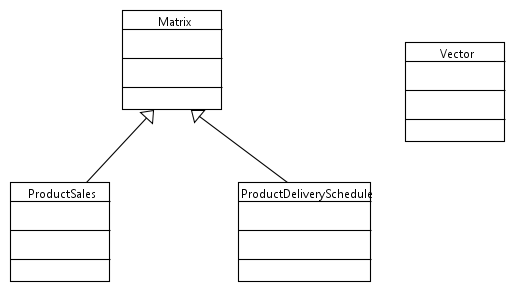 Matrix
Vector
ProductSales
ProductDeliverySchedule